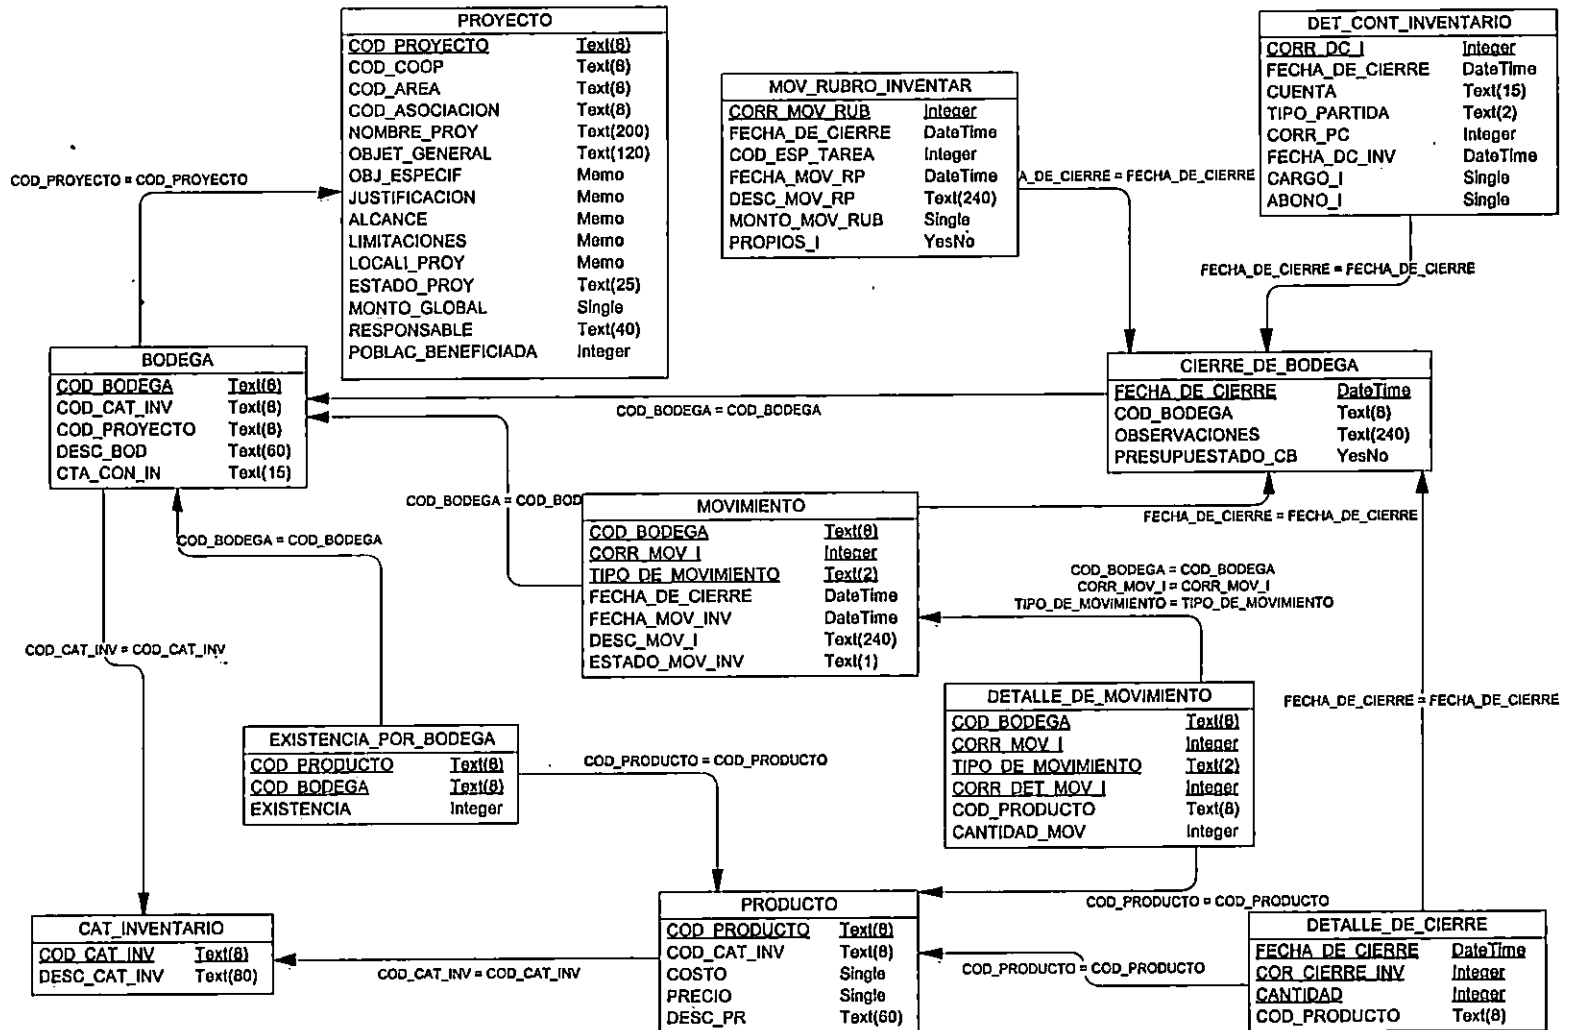 PROYECTO
COD_PROYECTO Text(8)
COD_COOP Text(8)
COD_AREA Text(8)
COD_ASOCIACION Text(8)
NOMBRE_PROY Text(200)
OBJET_GENERAL Text(120)
OBJ_ESPECIF Memo
JUSTIFICACION Memo
ALCANCE Memo
LIMITACIONES Memo
LOCALI_PROY Memo
ESTADO_PROY Text(25)
MONTO_GLOBAL Single
RESPONSABLE Text(40)
POBLAC_BENEFICIADA Integer
MOV_RUBRO_INVENTAR
CORR_MOV_RUB Integer
FECHA_DE_CIERRE DateTime
COD_ESP_TAREA Integer
FECHA_MOV_RP DateTime
DESC_MOV_RP Text(240)
MONTO_MOV_RUB Single
PROPIOS_I YesNo
DET_CONT_INVENTARIO
CORR_DC_I Integer
FECHA_DE_CIERRE DateTime
CUENTA Text(15)
TIPO_PARTIDA Text(2)
CORR_PC Integer
FECHA_DC_INV DateTime
CARGO_I Single
ABONO_I Single
COD_PROYECTO = COD_PROYECTO
A_DE_CIERRE = FECHA_DE_CIERRE
FECHA_DE_CIERRE = FECHA_DE_CIERRE
BODEGA
COD_BODEGA Text(8)
COD_CAT_INV Text(8)
COD_PROYECTO Text(8)
DESC_BOD Text(60)
CTA_CON_IN Text(15)
CIERRE_DE_BODEGA
FECHA_DE_CIERRE DateTime
COD_BODEGA Text(8)
OBSERVACIONES Text(240)
PRESUPUESTADO_CB YesNo
COD_BODEGA = COD_BODEGA
COD_BODEGA = COD_BOD
MOVIMIENTO
COD_BODEGA Text(8)
CORR_MOV_I Integer
TIPO_DE_MOVIMIENTO Text(2)
FECHA_DE_CIERRE DateTime
FECHA_MOV_INV DateTime
DESC_MOV_I Text(240)
ESTADO_MOV_INV Text(1)
FECHA_DE_CIERRE = FECHA_DE_CIERRE
COD_BODEGA = COD_BODEGA
COD_BODEGA = COD_BODEGA
CORR_MOV_I = CORR_MOV_I
TIPO_DE_MOVIMIENTO = TIPO_DE_MOVIMIENTO
COD_CAT_INV = COD_CAT_INV
DETALLE_DE_MOVIMIENTO
COD_BODEGA Text(8)
CORR_MOV_I Integer
TIPO_DE_MOVIMIENTO Text(2)
CORR_DET_MOV_I Integer
COD_PRODUCTO Text(8)
CANTIDAD_MOV Integer
FECHA_DE_CIERRE = FECHA_DE_CIERRE
EXISTENCIA_POR_BODEGA
COD_PRODUCTO Text(8)
COD_BODEGA Text(8)
EXISTENCIA Integer
COD_PRODUCTO = COD_PRODUCTO
COD_PRODUCTO = COD_PRODUCTO
CAT_INVENTARIO
COD_CAT_INV Text(8)
DESC_CAT_INV Text(80)
COD_CAT_INV = COD_CAT_INV
PRODUCTO
COD_PRODUCTO Text(8)
COD_CAT_INV Text(8)
COSTO Single
PRECIO Single
DESC_PR Text(60)
COD_PRODUCTO = COD_PRODUCTO
DETALLE_DE_CIERRE
FECHA_DE_CIERRE DateTime
COR_CIERRE_INV Integer
CANTIDAD Integer
COD_PRODUCTO Text(8)